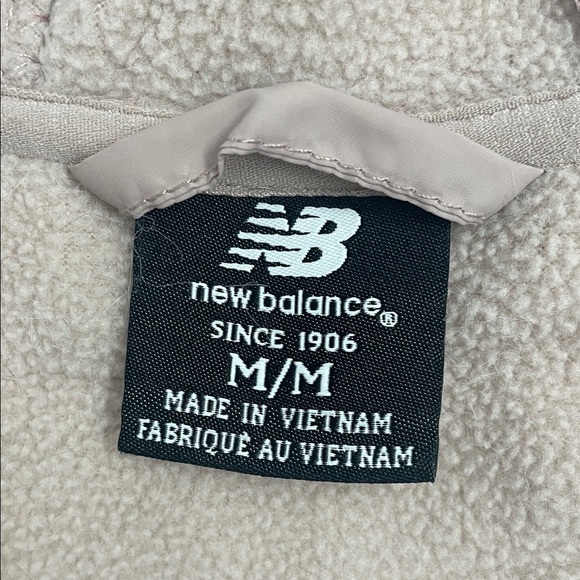 NB
new balance®
SINCE 1906
M/M
MADE IN VIETNAM
FABRIQUÉ AU VIETNAM